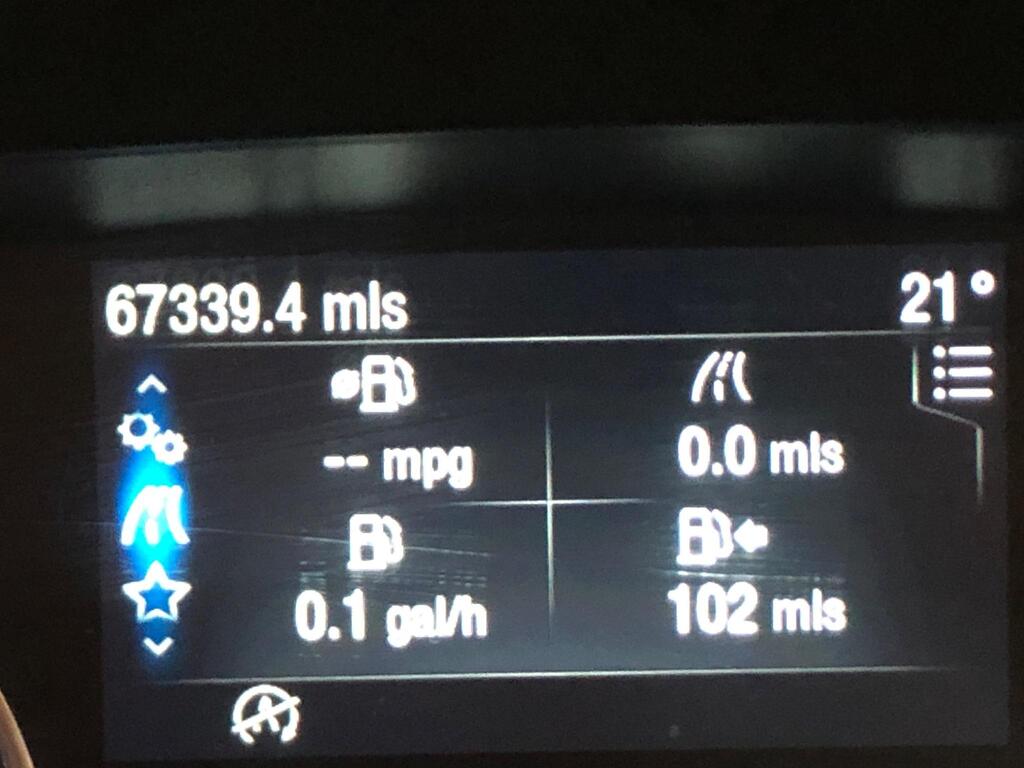 67339.4 mls
21°
-- mpg
0.0 mls
0.1 gal/h
102 mls